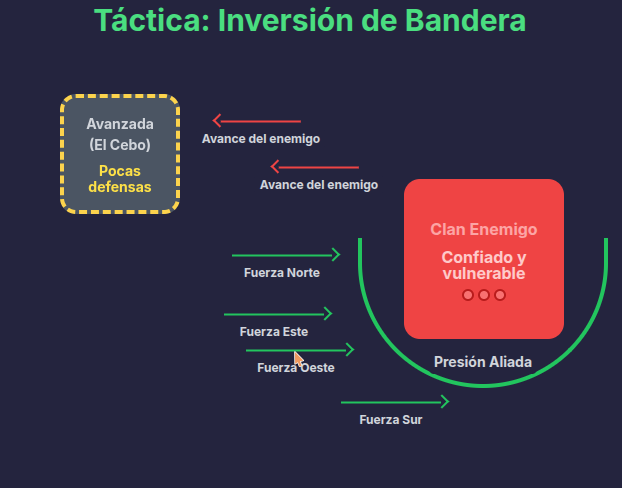 Táctica: Inversión de Bandera
Avanzada
(El Cebo)
Pocas
defensas
Avance del enemigo
Avance del enemigo
Clan Enemigo
Confiado y
vulnerable
Fuerza Norte
Fuerza Este
Fuerza Oeste
Presión Aliada
Fuerza Sur